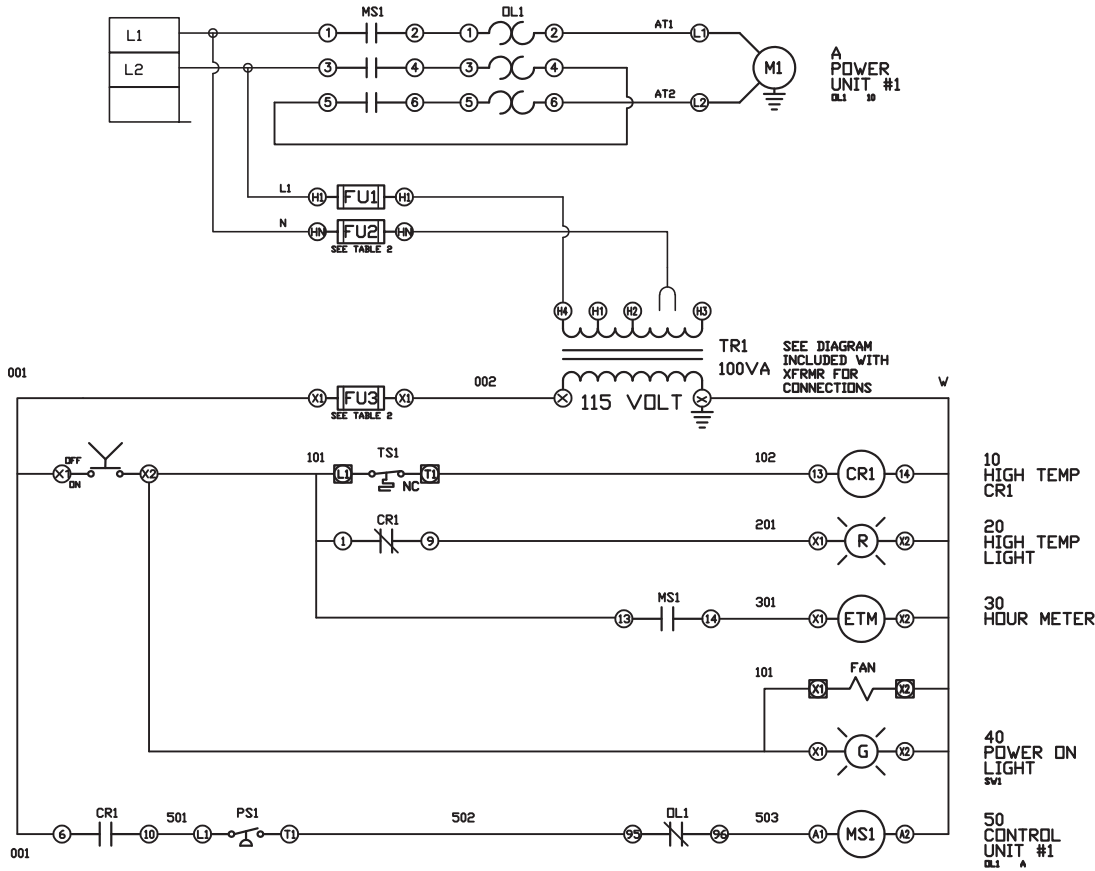 MS1 OL1
L1 1 2 1 2 AT1 L1
L2 3 4 3 4 M1
5 6 5 6 AT2 L2
A
POWER
UNIT #1
OL1 10
L1 H1 FU1 H1
N HN FU2 HN
SEE TABLE 2
H4 H1 H2 H3
TR1
100VA
SEE DIAGRAM
INCLUDED WITH
XFRMR FOR
CONNECTIONS
001 X1 FU3 X1 002 X 115 VOLT X W
SEE TABLE 2
X1 OFF X2 101 L1 TS1 T1 102 13 CR1 14
ON NC
10
HIGH TEMP
CR1
CR1
1 9 201 X1 R X2
20
HIGH TEMP
LIGHT
MS1
13 14 301 X1 ETM X2
30
HOUR METER
101 FAN
X1 X2
X1 G X2
40
POWER ON
LIGHT
SW1
CR1 PS1 OL1
6 10 501 L1 T1 502 95 96 503 A1 MS1 A2
001
50
CONTROL
UNIT #1
OL1 A